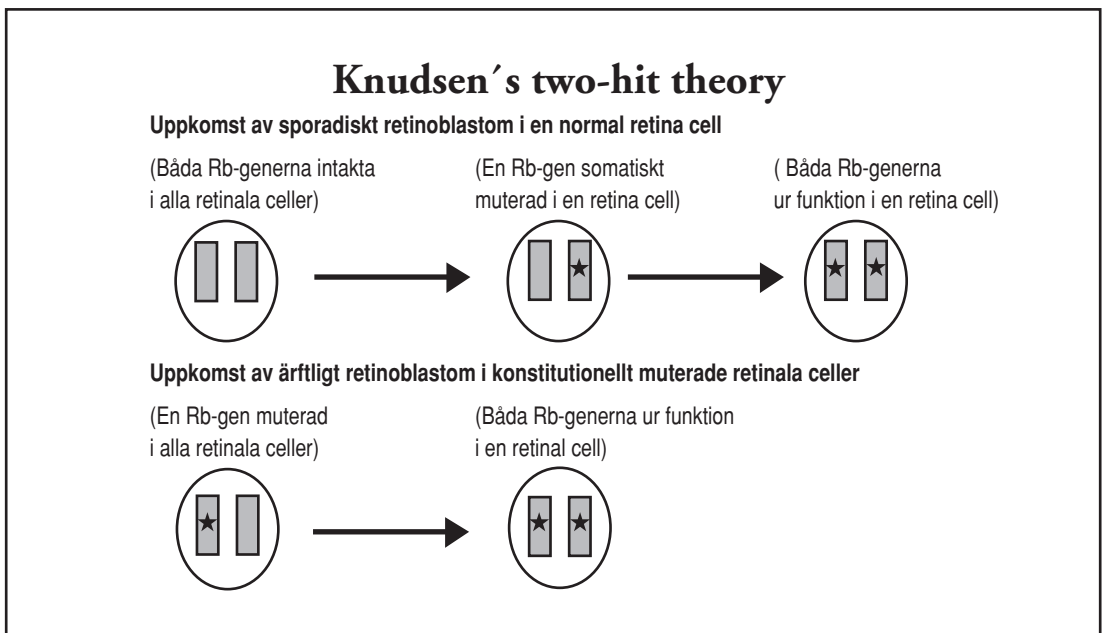 Knudsen´s two-hit theory
Uppkomst av sporadiskt retinoblastom i en normal retina cell
(Båda Rb-generna intakta
i alla retinala celler)
(En Rb-gen somatiskt
muterad i en retina cell)
( Båda Rb-generna
ur funktion i en retina cell)
Uppkomst av ärftligt retinoblastom i konstitutionellt muterade retinala celler
(En Rb-gen muterad
i alla retinala celler)
(Båda Rb-generna ur funktion
i en retinal cell)